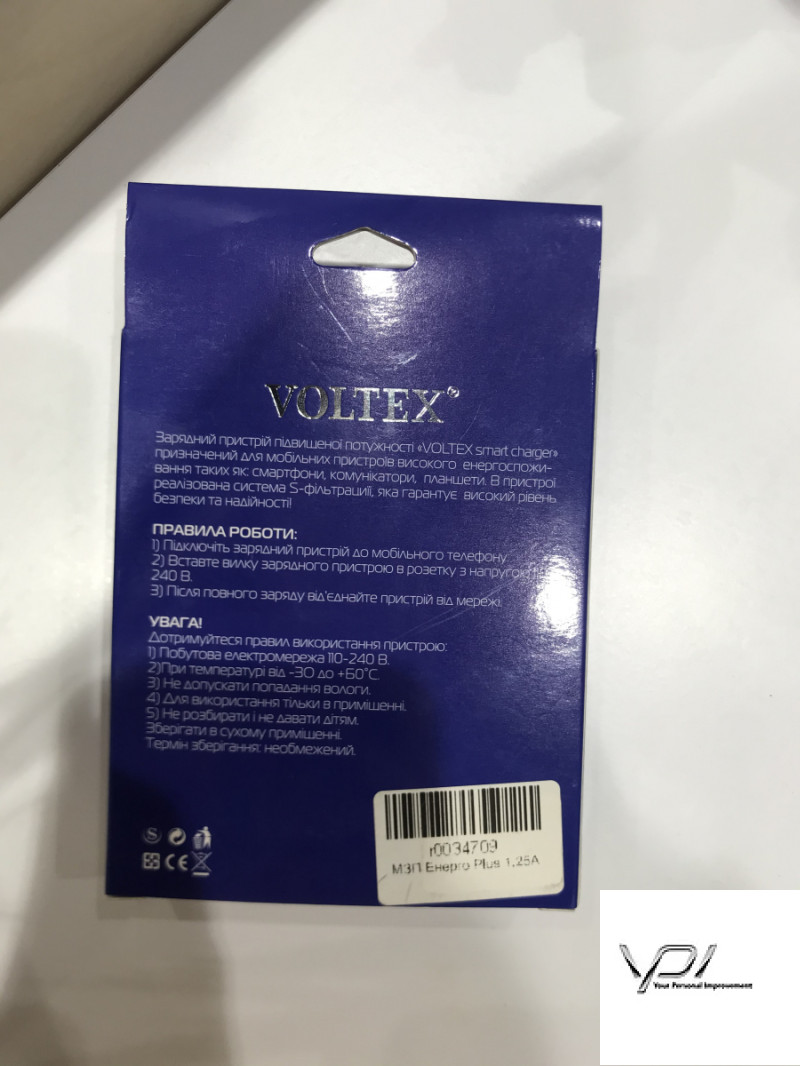 VOLTEX®
Зарядний пристрій підвищеної потужності «VOLTEX smart charger»
призначений для мобільних пристроїв високого енергоспожи-
вання таких як: смартфони, комунікатори, планшети. В пристрої
реалізована система S-фільтрациії, яка гарантує високий рівень
безпеки та надійності!
ПРАВИЛА РОБОТИ:
1) Підключіть зарядний пристрій до мобільного телефону
2) Вставте вилку зарядного пристрою в розетку з напругою
240 В.
3) Після повного заряду від'єднайте пристрій від мережі.
УВАГА!
Дотримуйтеся правил використання пристрою:
1) Побутова електромережа 110-240 В.
2)При температурі від -30 до +60°С.
3) Не допускати попадання вологи.
4) Для використання тільки в приміщенні.
5) Не розбирати і не давати дітям.
Зберігати в сухому приміщенні.
Термін зберігання: необмежений.
S
CE
r0034709
МЗП Енерго Plus 1,25A
YPI
Your Personal Improvement